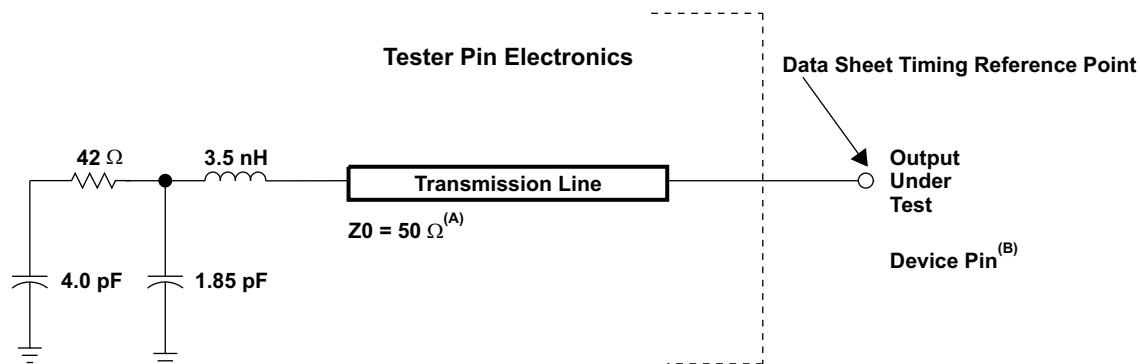 Tester Pin Electronics
Data Sheet Timing Reference Point
42 Ω
3.5 nH
Transmission Line
Output
Under
Test
Z0 = 50 Ω(A)
Device Pin(B)
4.0 pF
1.85 pF